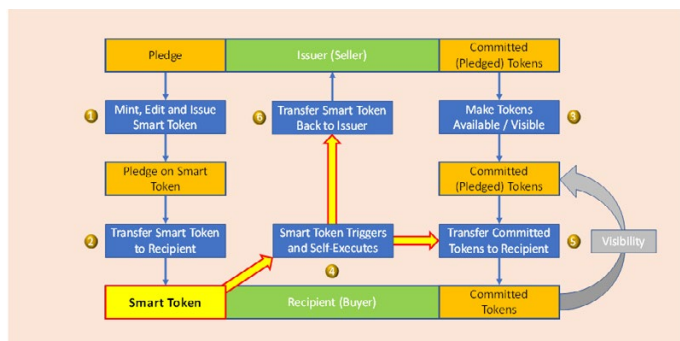 Pledge
Issuer (Seller)
Committed
(Pledged) Tokens
1
Mint, Edit and Issue
Smart Token
6
Transfer Smart Token
Back to Issuer
Make Tokens
Available / Visible
3
Pledge on Smart
Token
Committed
(Pledged) Tokens
2
Transfer Smart Token
to Recipient
Smart Token Triggers
and Self-Executes
4
Transfer Committed
Tokens to Recipient
5
Visibility
Smart Token
Recipient (Buyer)
Committed
Tokens